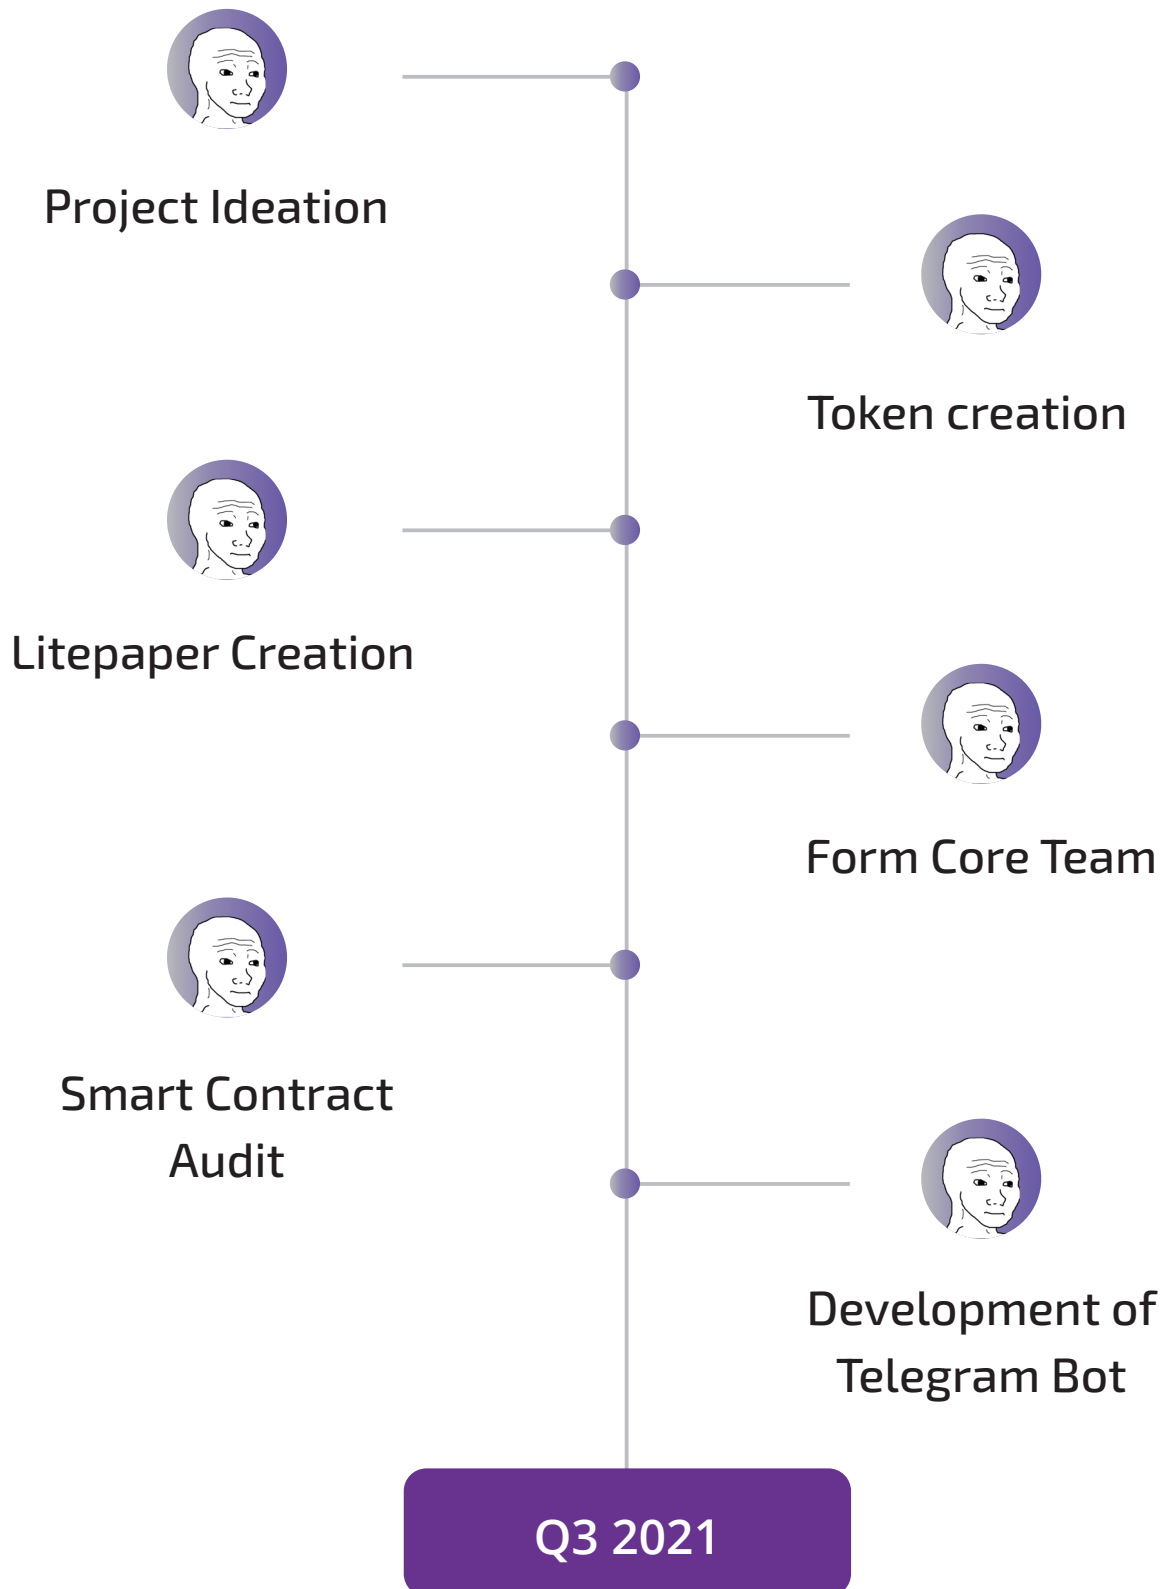 Project Ideation
Token creation
Litepaper Creation
Form Core Team
Smart Contract
Audit
Development of
Telegram Bot
Q3 2021